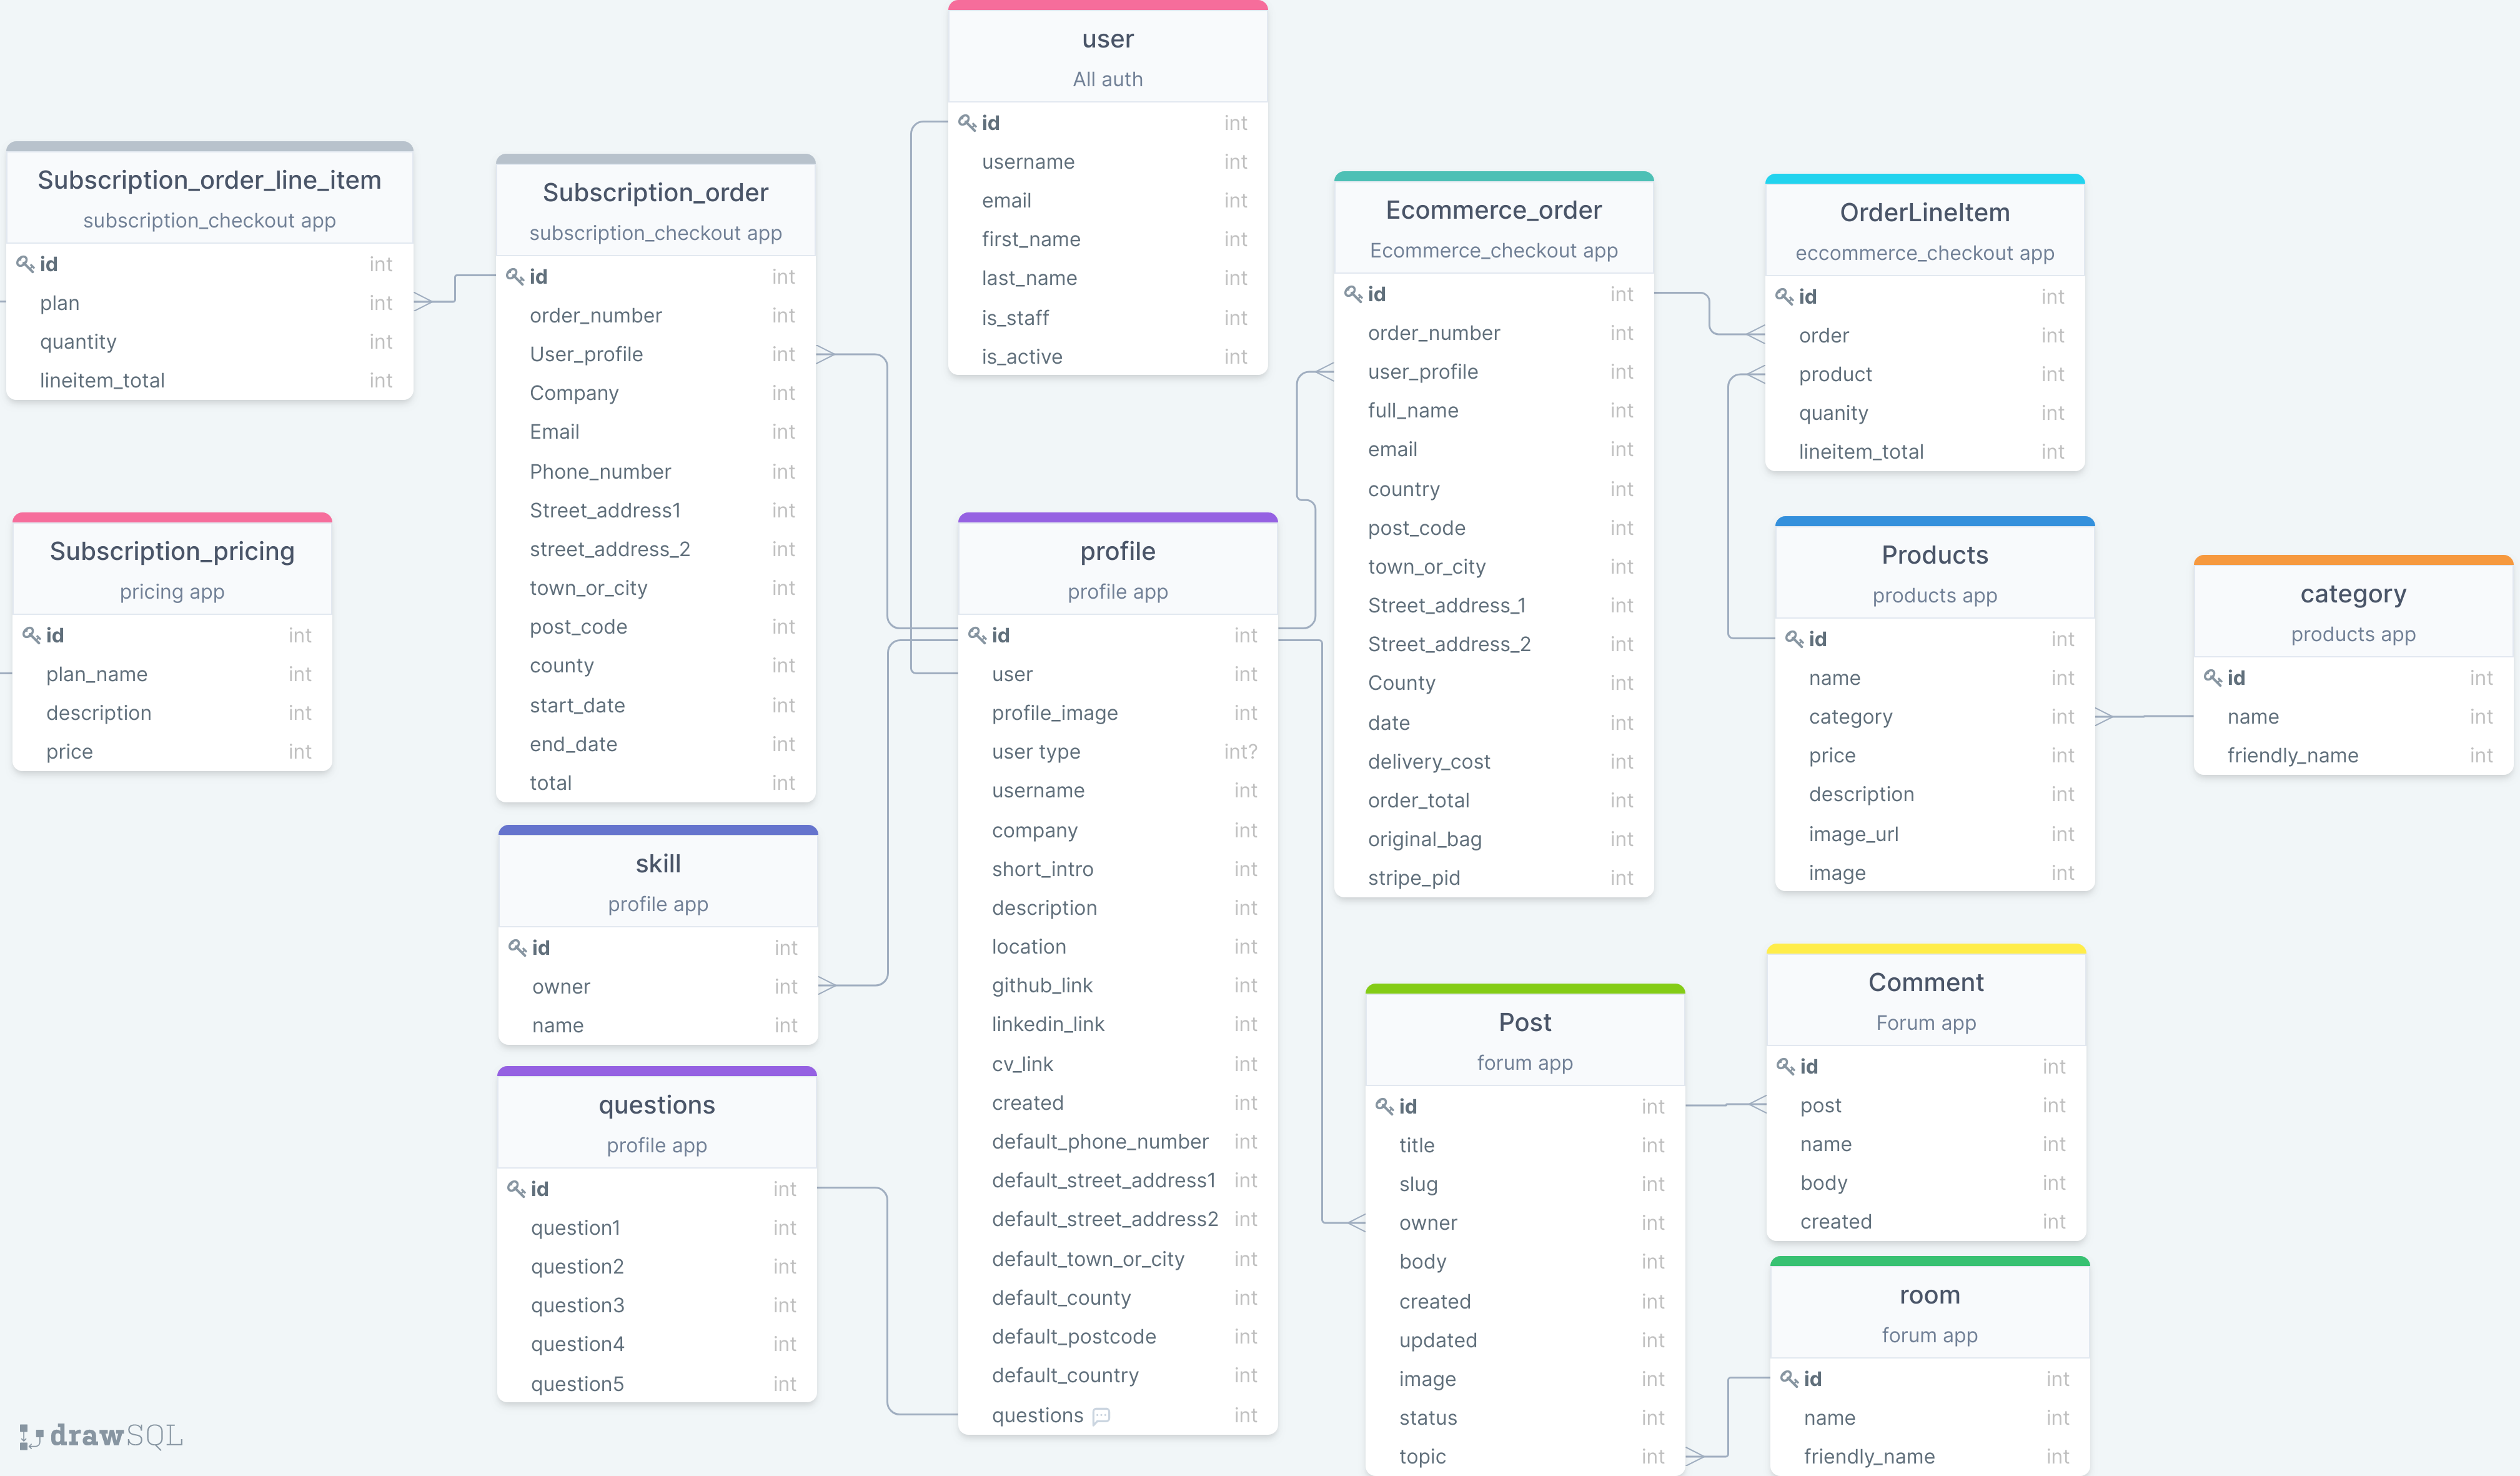 user
All auth
id int
username int
email int
first_name int
last_name int
is_staff int
is_active int
Subscription_order_line_item
subscription_checkout app
id int
plan int
quantity int
lineitem_total int
Subscription_order
subscription_checkout app
id int
order_number int
User_profile int
Company int
Email int
Phone_number int
Street_address1 int
street_address_2 int
town_or_city int
post_code int
county int
start_date int
end_date int
total int
Ecommerce_order
Ecommerce_checkout app
id int
order_number int
user_profile int
full_name int
email int
country int
post_code int
town_or_city int
Street_address_1 int
Street_address_2 int
County int
date int
delivery_cost int
order_total int
original_bag int
stripe_pid int
OrderLineItem
eccommerce_checkout app
id int
order int
product int
quanity int
lineitem_total int
Subscription_pricing
pricing app
id int
plan_name int
description int
price int
profile
profile app
id int
user int
profile_image int
user type int?
username int
company int
short_intro int
description int
location int
github_link int
linkedin_link int
cv_link int
created int
default_phone_number int
default_street_address1 int
default_street_address2 int
default_town_or_city int
default_county int
default_postcode int
default_country int
questions int
Products
products app
id int
name int
category int
price int
description int
image_url int
image int
category
products app
id int
name int
friendly_name int
skill
profile app
id int
owner int
name int
questions
profile app
id int
question1 int
question2 int
question3 int
question4 int
question5 int
Post
forum app
id int
title int
slug int
owner int
body int
created int
updated int
image int
status int
topic int
Comment
Forum app
id int
post int
name int
body int
created int
room
forum app
id int
name int
friendly_name int
drawSQL